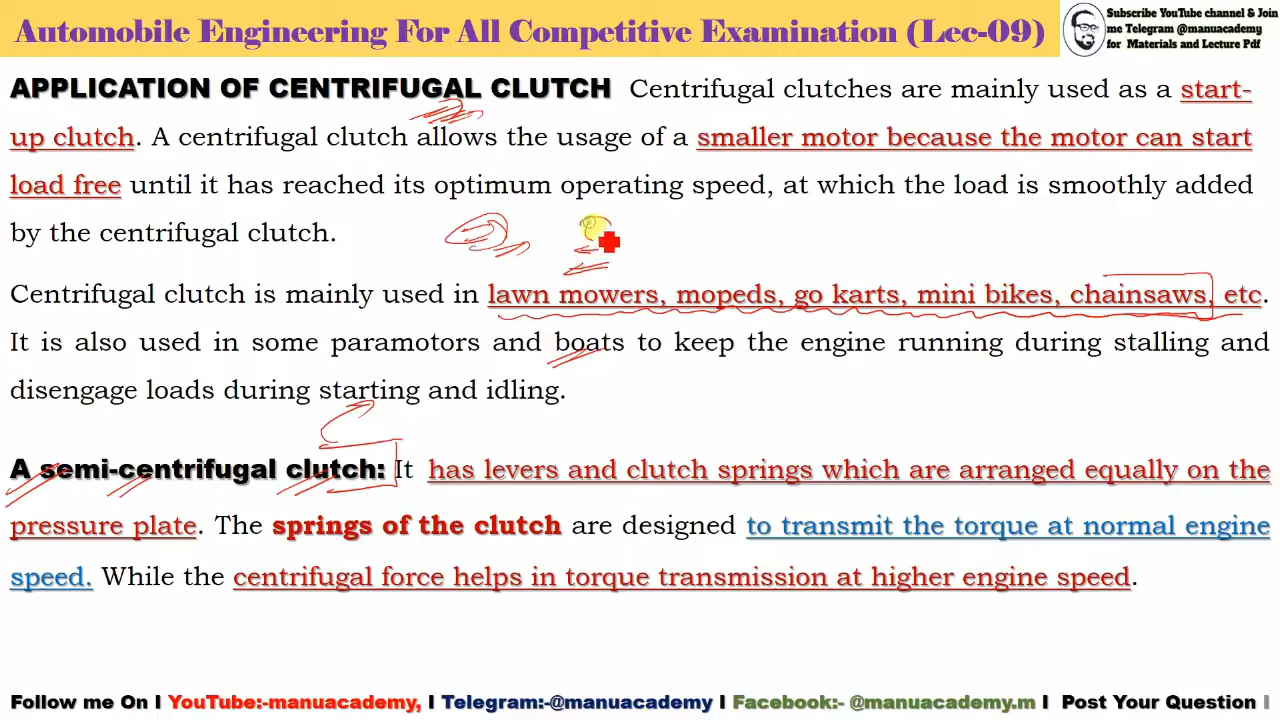 Automobile Engineering For All Competitive Examination (Lec-09)
Subscribe YouTube channel & Join
me Telegram @manuacademy
for Materials and Lecture Pdf
APPLICATION OF CENTRIFUGAL CLUTCH Centrifugal clutches are mainly used as a start-
up clutch. A centrifugal clutch allows the usage of a smaller motor because the motor can start
load free until it has reached its optimum operating speed, at which the load is smoothly added
by the centrifugal clutch.
Centrifugal clutch is mainly used in lawn mowers, mopeds, go karts, mini bikes, chainsaws, etc.
It is also used in some paramotors and boats to keep the engine running during stalling and
disengage loads during starting and idling.
A semi-centrifugal clutch: It has levers and clutch springs which are arranged equally on the
pressure plate. The springs of the clutch are designed to transmit the torque at normal engine
speed. While the centrifugal force helps in torque transmission at higher engine speed.
Follow me On I YouTube:-manuacademy, I Telegram:-@manuacademy I Facebook:- @manuacademy.m I Post Your Question I